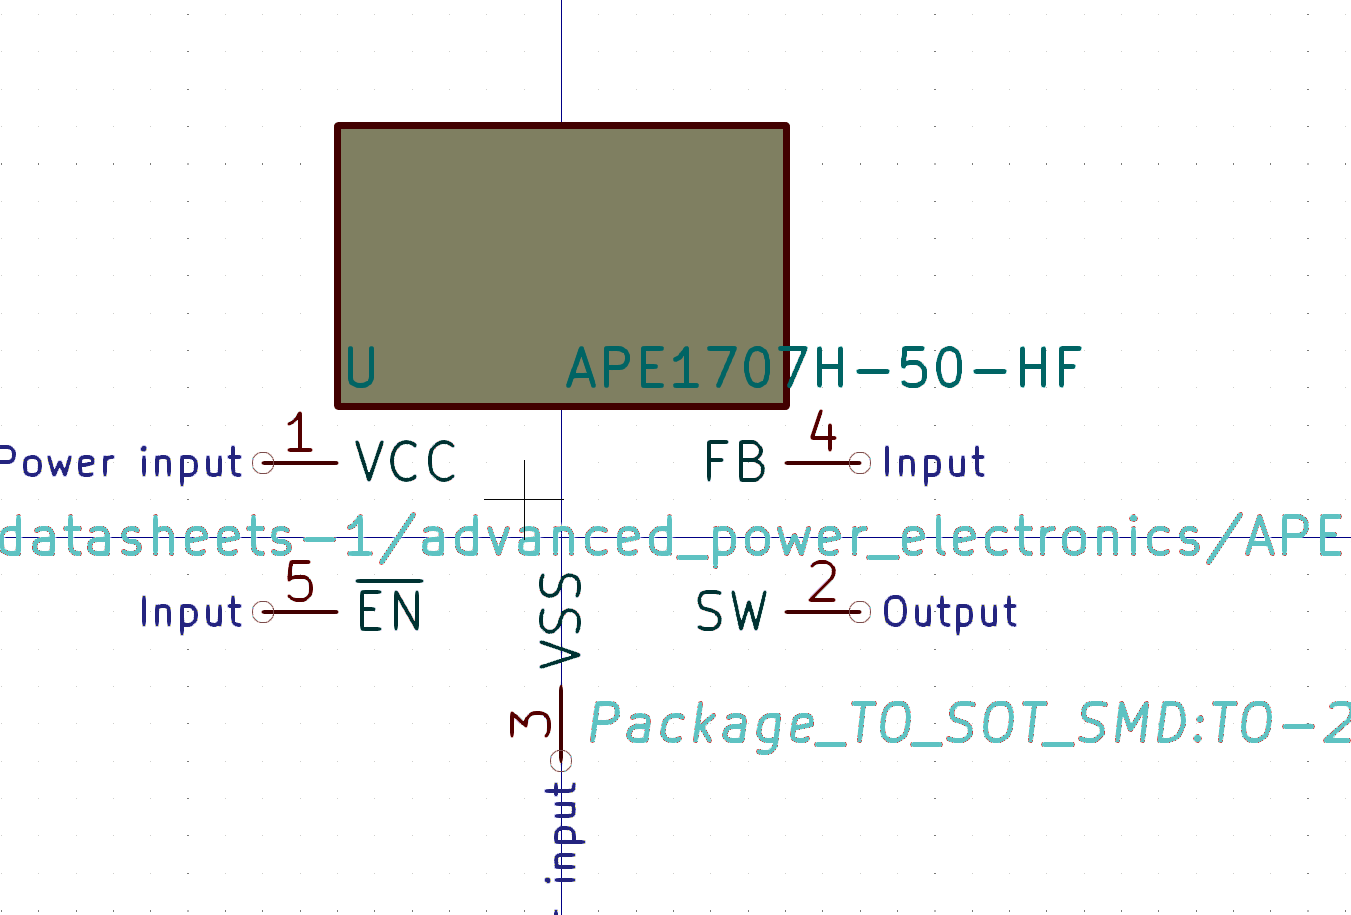 U APE1707H-50-HF
1 4
Power input VCC FB Input
datasheets-1/advanced_power_electronics/APE
5 2
Input EN SW Output
VSS
3 Package_TO_SOT_SMD:TO-2
input